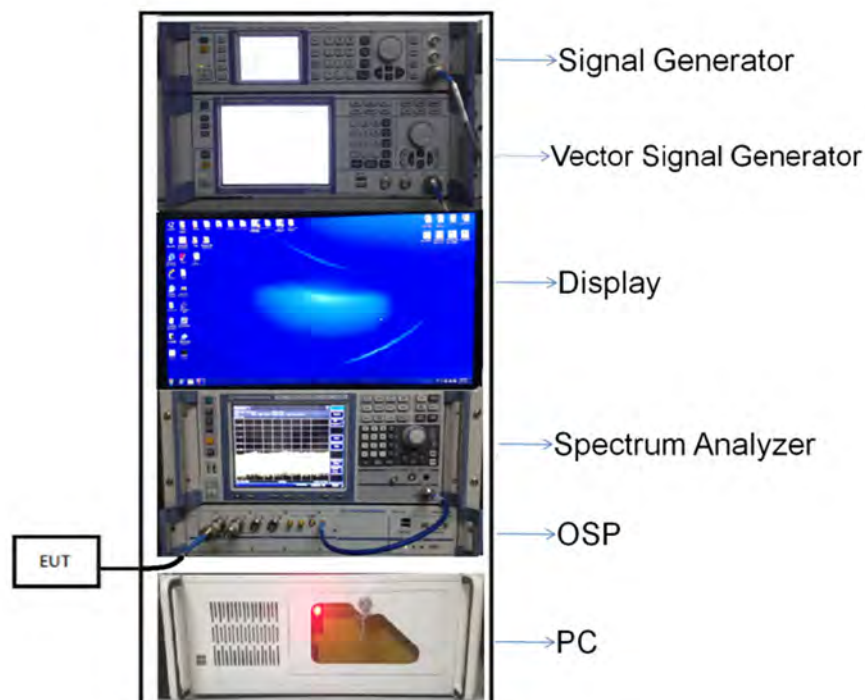 Signal Generator
Vector Signal Generator
Display
Spectrum Analyzer
OSP
EUT
PC